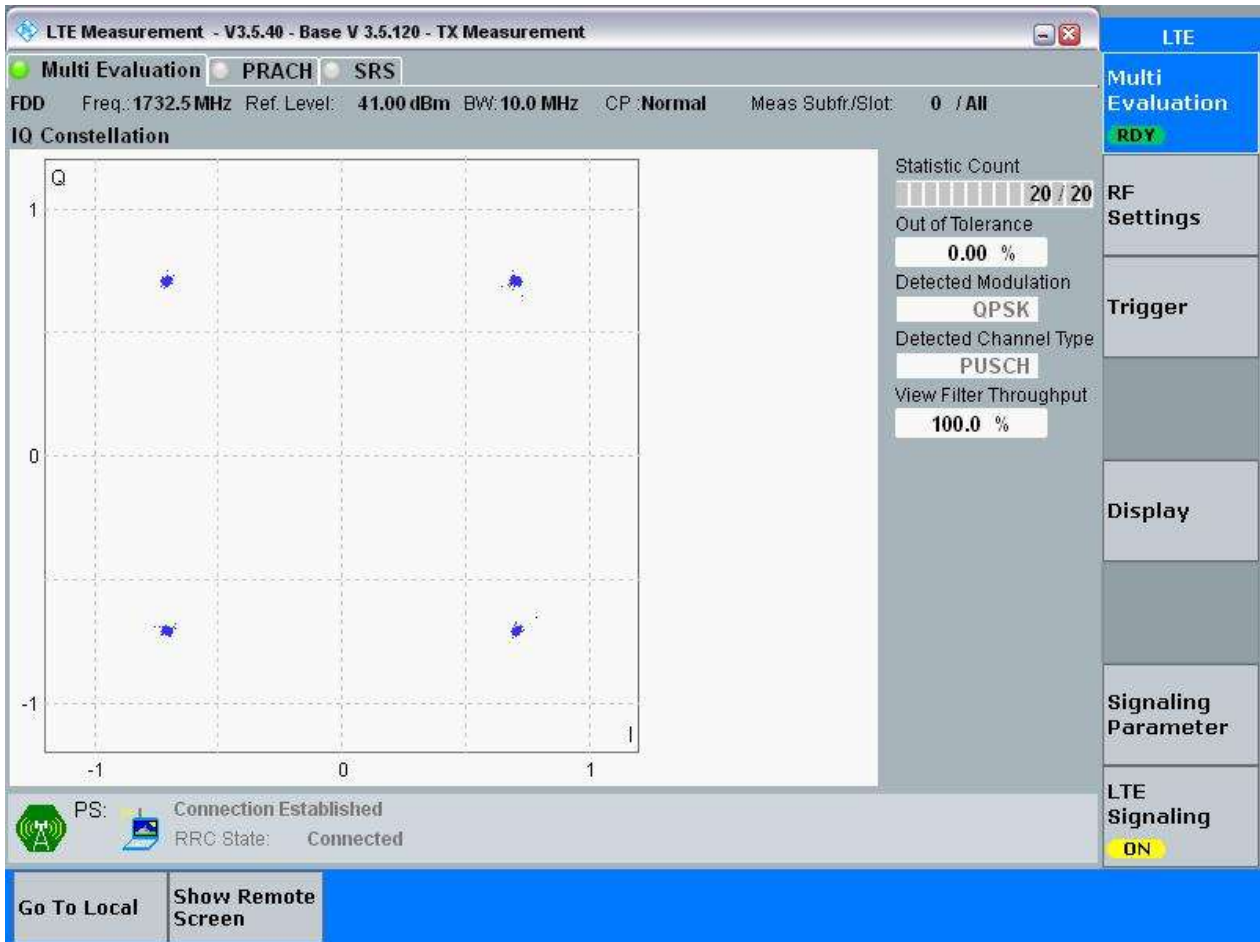 LTE Measurement - V3.5.40 - Base V 3.5.120 - TX Measurement
LTE
Multi Evaluation PRACH SRS
FDD Freq.: 1732.5 MHz Ref. Level: 41.00 dBm BW: 10.0 MHz CP : Normal Meas Subfr./Slot: 0 / All
IQ Constellation
Q
1
0
-1
I
-1 0 1
Statistic Count
20 / 20
Out of Tolerance
0.00 %
Detected Modulation
QPSK
Detected Channel Type
PUSCH
View Filter Throughput
100.0 %
Multi
Evaluation
RDY
RF
Settings
Trigger
Display
Signaling
Parameter
LTE
Signaling
ON
PS: Connection Established
RRC State: Connected
Go To Local
Show Remote
Screen